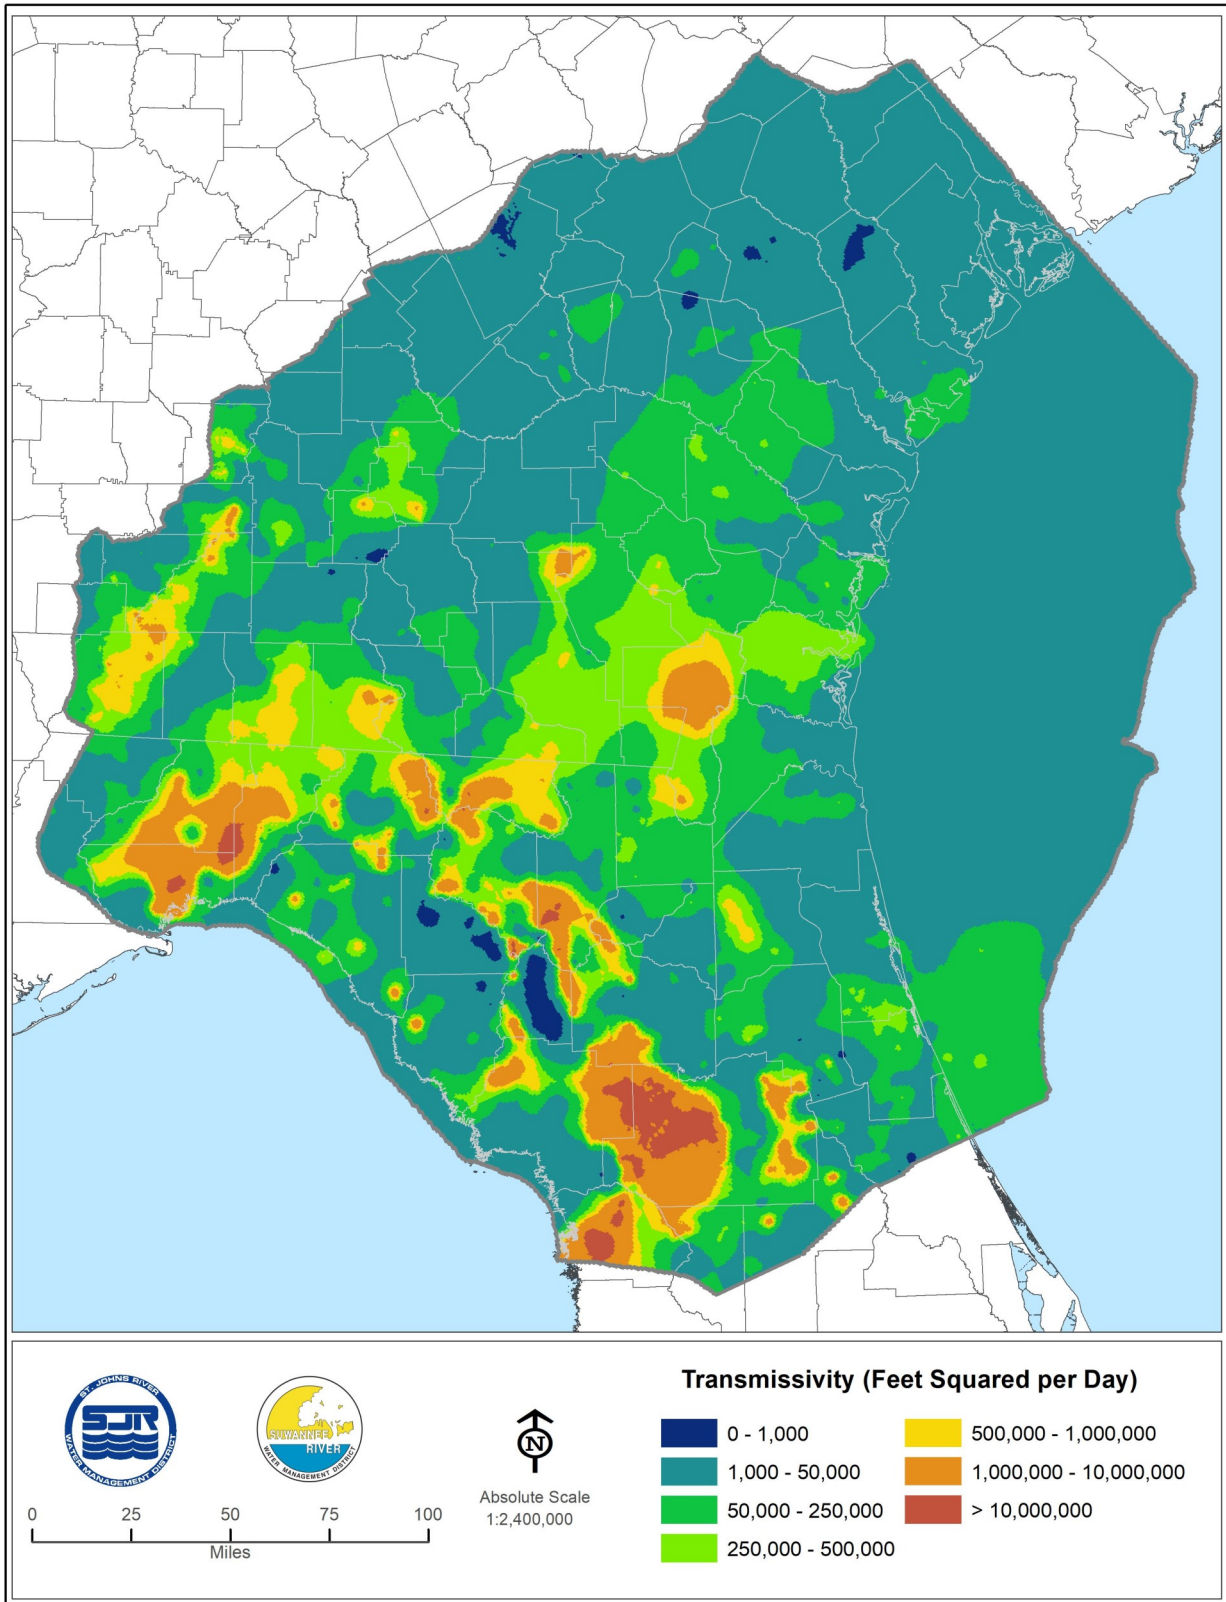 Transmissivity (Feet Squared per Day)
0 - 1,000
1,000 - 50,000
50,000 - 250,000
250,000 - 500,000
500,000 - 1,000,000
1,000,000 - 10,000,000
> 10,000,000
ST. JOHNS RIVER
SJR
WATER MANAGEMENT DISTRICT
SUWANNEE
RIVER
WATER MANAGEMENT DISTRICT
N
Absolute Scale
1:2,400,000
0 25 50 75 100
Miles